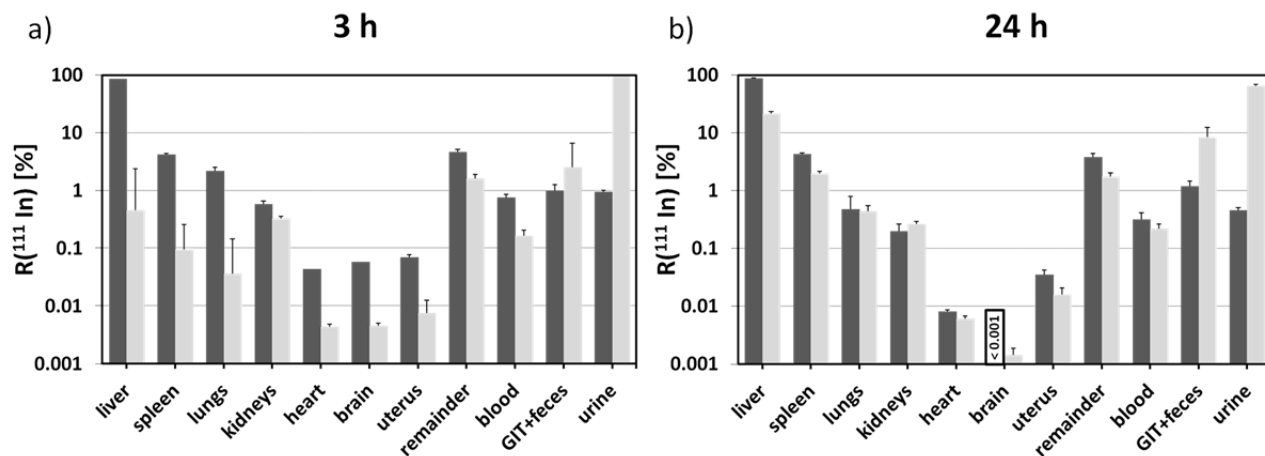 a)
3 h
R(¹¹¹ In) [%]
100
10
1
0.1
0.01
0.001
liver
spleen
lungs
kidneys
heart
brain
uterus
remainder
blood
GIT+feces
urine
b)
24 h
R(¹¹¹ In) [%]
100
10
1
0.1
0.01
0.001
< 0.001
liver
spleen
lungs
kidneys
heart
brain
uterus
remainder
blood
GIT+feces
urine